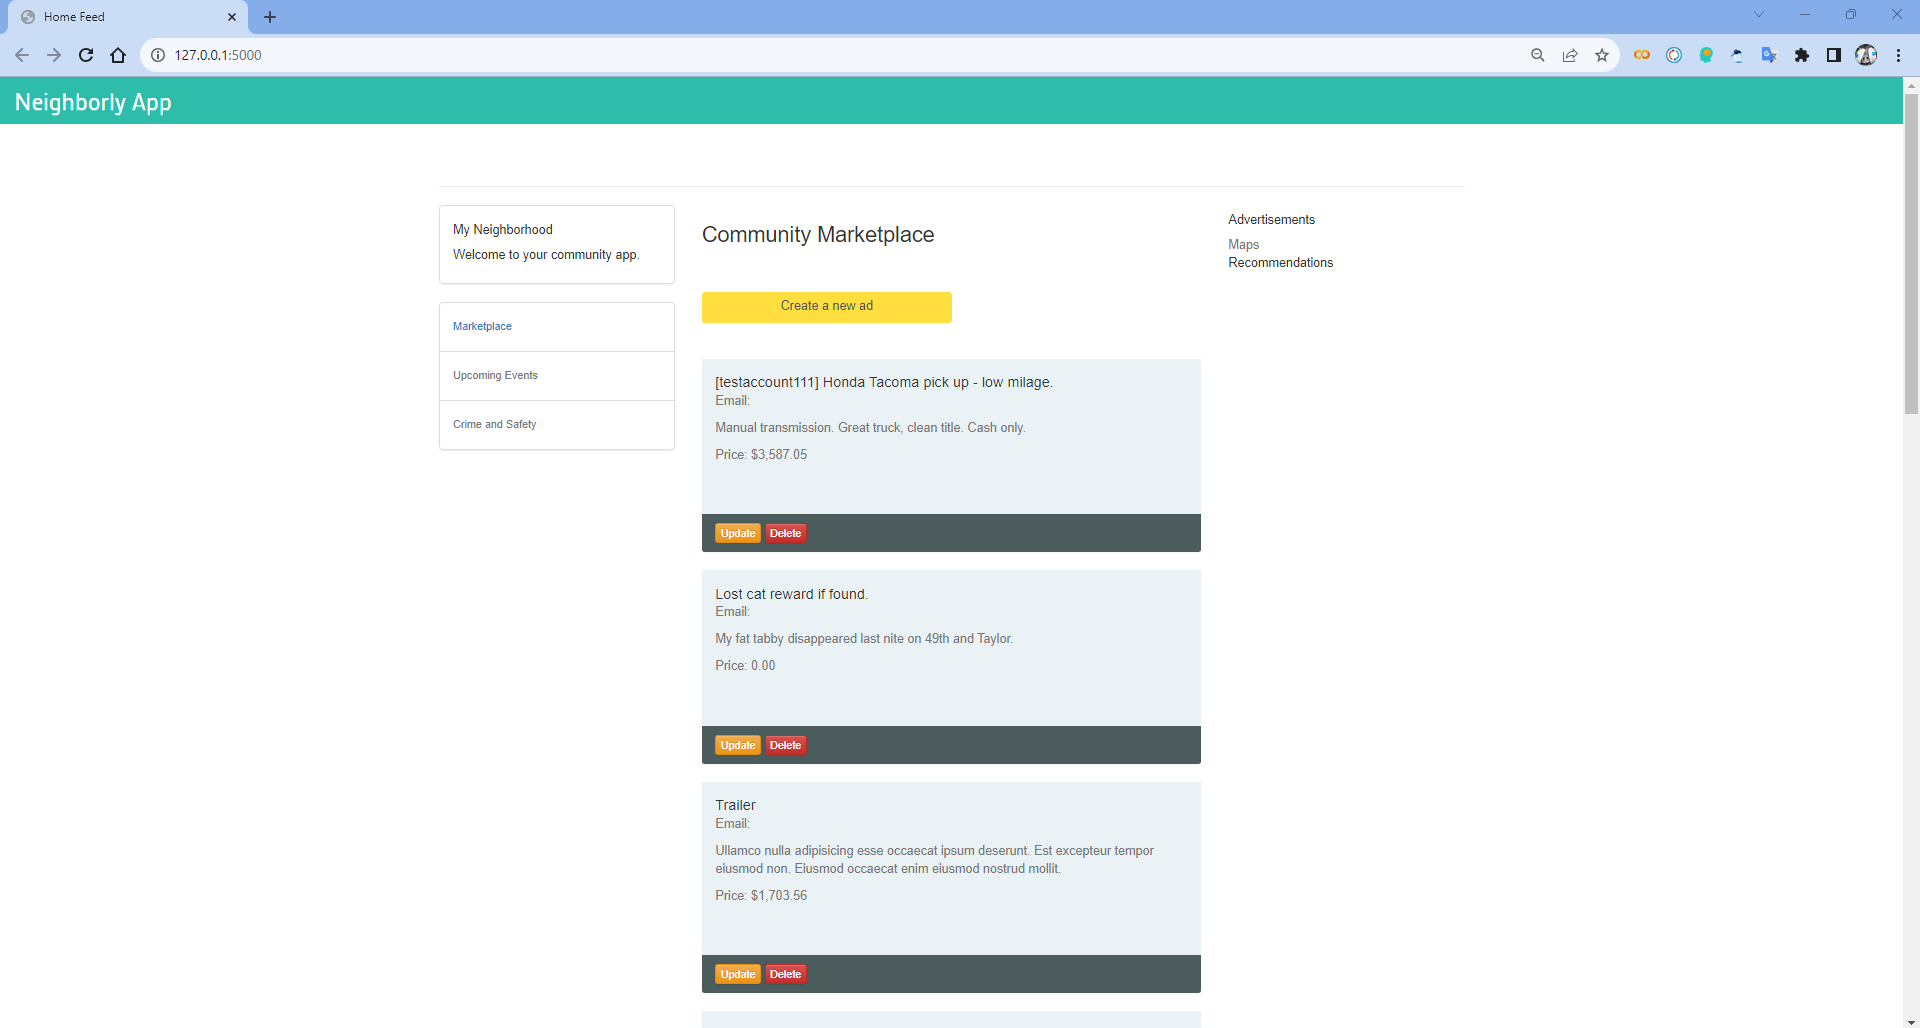 Home Feed
127.0.0.1:5000
Neighborly App
My Neighborhood
Welcome to your community app.
Marketplace
Upcoming Events
Crime and Safety
Community Marketplace
Create a new ad
[testaccount111] Honda Tacoma pick up - low milage.
Email:
Manual transmission. Great truck, clean title. Cash only.
Price: $3,587.05
Update Delete
Lost cat reward if found.
Email:
My fat tabby disappeared last nite on 49th and Taylor.
Price: 0.00
Update Delete
Trailer
Email:
Ullamco nulla adipisicing esse occaecat ipsum deserunt. Est excepteur tempor
eiusmod non. Eiusmod occaecat enim eiusmod nostrud mollit.
Price: $1,703.56
Update Delete
Advertisements
Maps
Recommendations